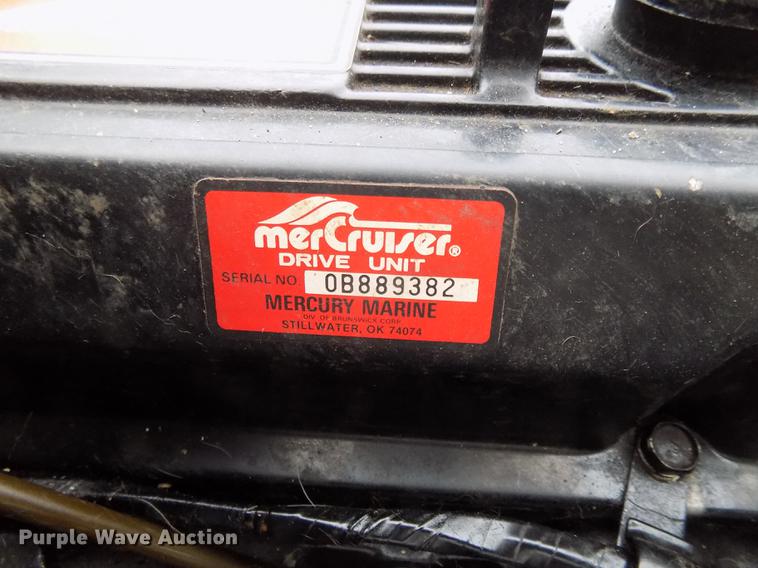 merCruiser®
DRIVE UNIT
SERIAL NO 0B889382
MERCURY MARINE
DIV. OF BRUNSWICK CORP.
STILLWATER, OK 74074
Purple Wave Auction